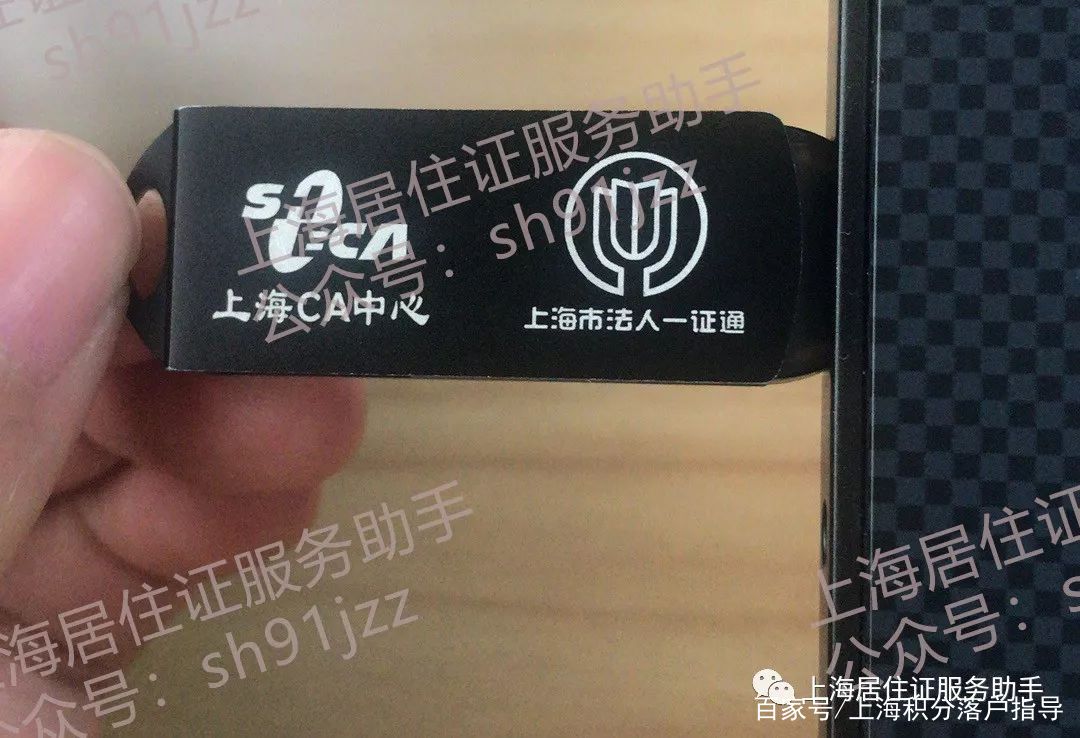 上海居住证服务助手
公众号：sh91jzz
SHECA
上海CA中心
上海市法人一证通
上海居住证服务助手
公众号：sh91jzz
上海居住证
公众号：s
上海居住证服务助手
百家号/上海积分落户指导